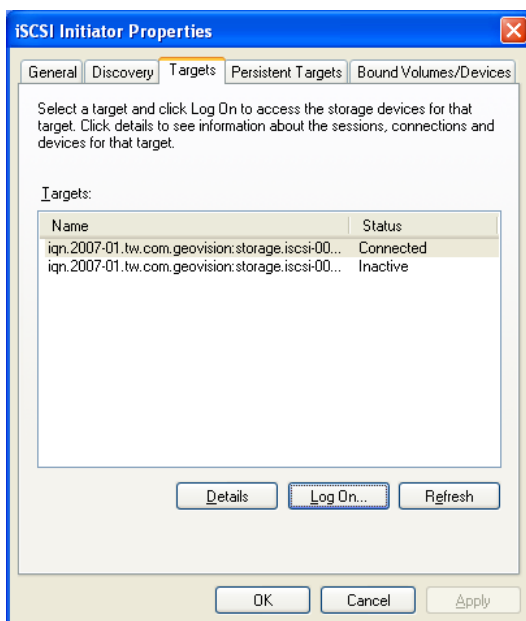 iSCSI Initiator Properties
General Discovery Targets Persistent Targets Bound Volumes/Devices
Select a target and click Log On to access the storage devices for that
target. Click details to see information about the sessions, connections and
devices for that target.
Targets:
Name Status
iqn.2007-01.tw.com.geovision:storage.iscsi-00... Connected
iqn.2007-01.tw.com.geovision:storage.iscsi-00... Inactive
Details Log On... Refresh
OK Cancel Apply